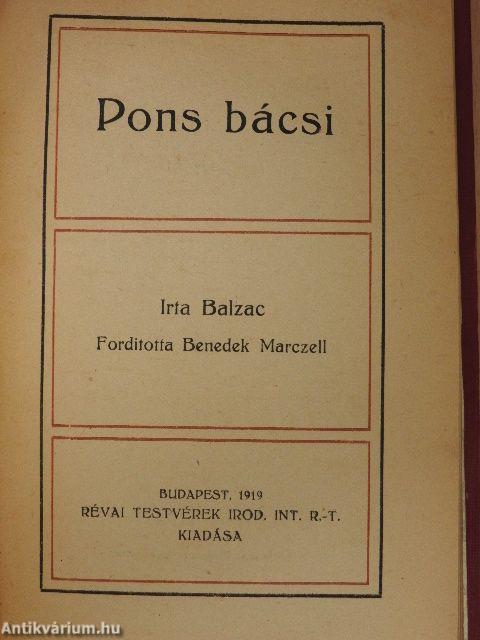 Pons bácsi
Irta Balzac
Forditotta Benedek Marczell
BUDAPEST, 1919
RÉVAI TESTVÉREK IROD. INT. R.-T.
KIADÁSA
Antikvárium.hu